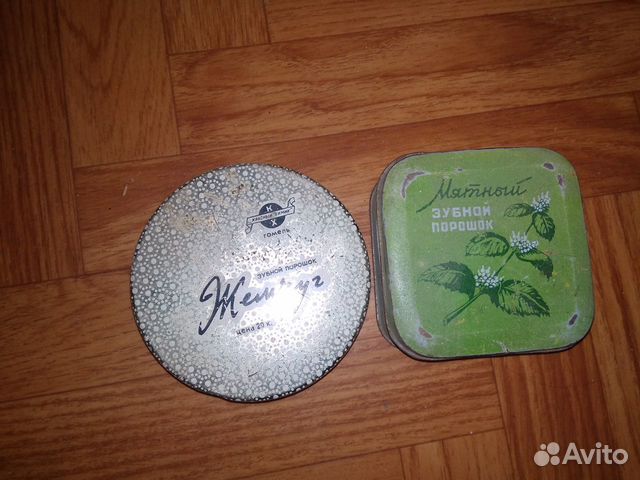 К
Х
гомель
ЗУБНОЙ ПОРОШОК
Жемчуг
цена 20 к.
Мятный
ЗУБНОЙ
ПОРОШОК
Avito